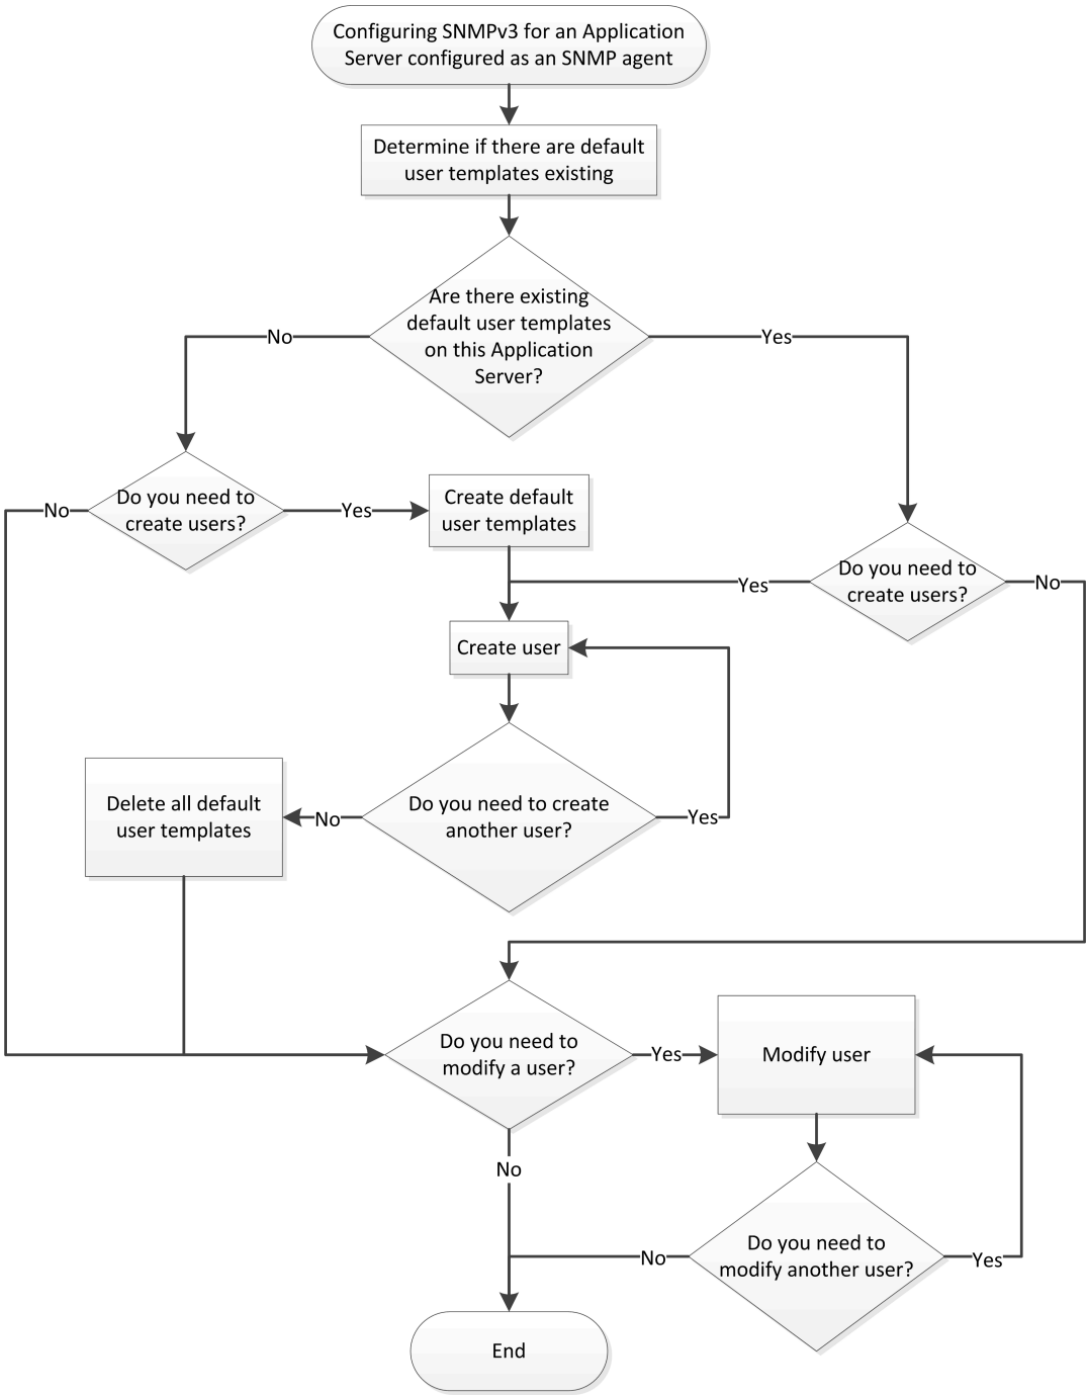 Configuring SNMPv3 for an Application
Server configured as an SNMP agent
Determine if there are default
user templates existing
Are there existing
default user templates
on this Application
Server?
No
Yes
Do you need to
create users?
No
Yes
Create default
user templates
Do you need to
create users?
Yes
No
Create user
Do you need to create
another user?
No
Yes
Delete all default
user templates
Do you need to
modify a user?
Yes
Modify user
No
Do you need to
modify another user?
No
Yes
End